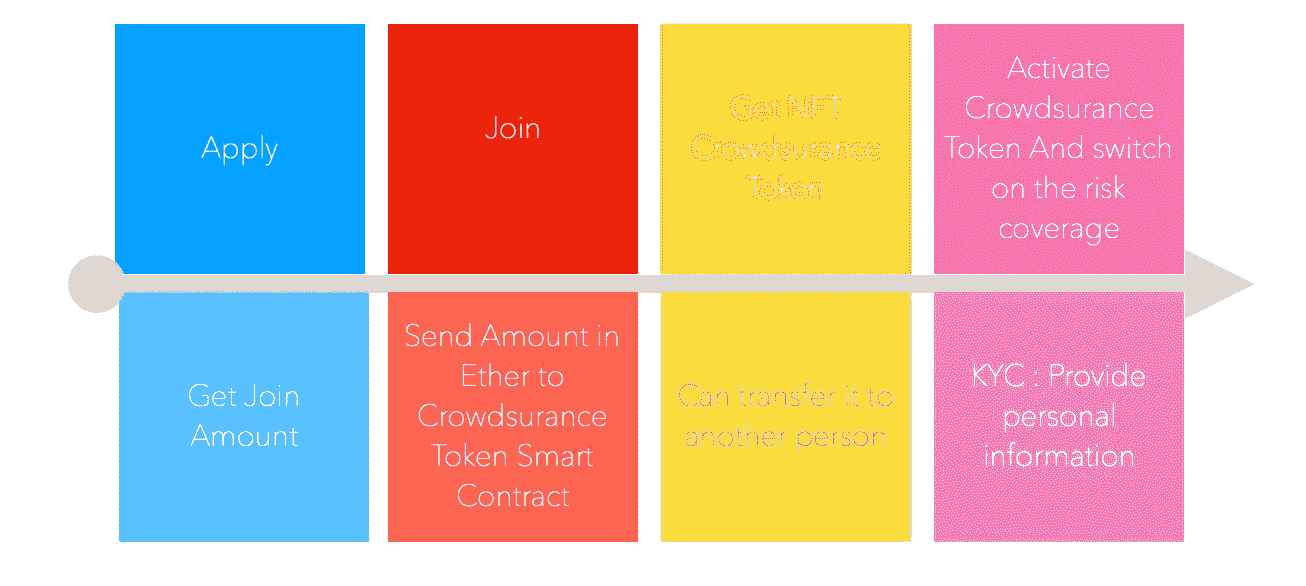 Apply
Join
Get NFT
Crowdsurance
Token
Activate
Crowdsurance
Token And switch
on the risk
coverage
Get Join
Amount
Send Amount in
Ether to
Crowdsurance
Token Smart
Contract
Can transfer it to
another person
KYC : Provide
personal
information